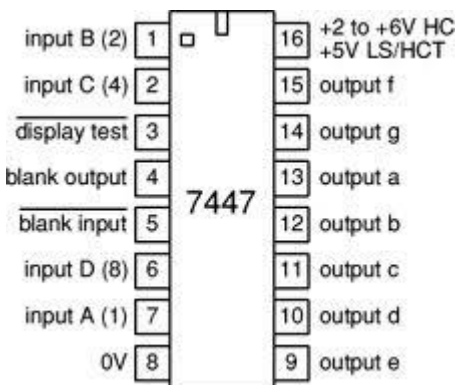 input B (2) 1 16 +2 to +6V HC
+5V LS/HCT
input C (4) 2 15 output f
display test 3 14 output g
blank output 4 13 output a
7447
blank input 5 12 output b
input D (8) 6 11 output c
input A (1) 7 10 output d
0V 8 9 output e